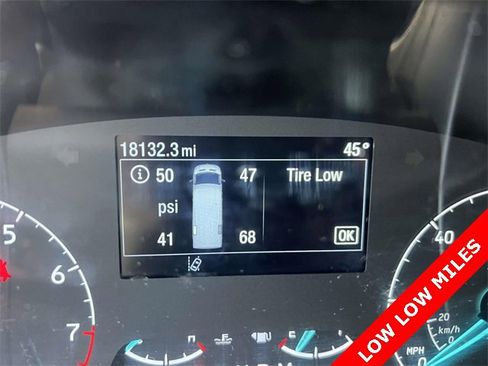 18132.3 mi 45°
ⓘ 50 47 Tire Low
psi
41 68 OK
5
6
7
40
20
km/h
0
MPH
F
LOW LOW MILES